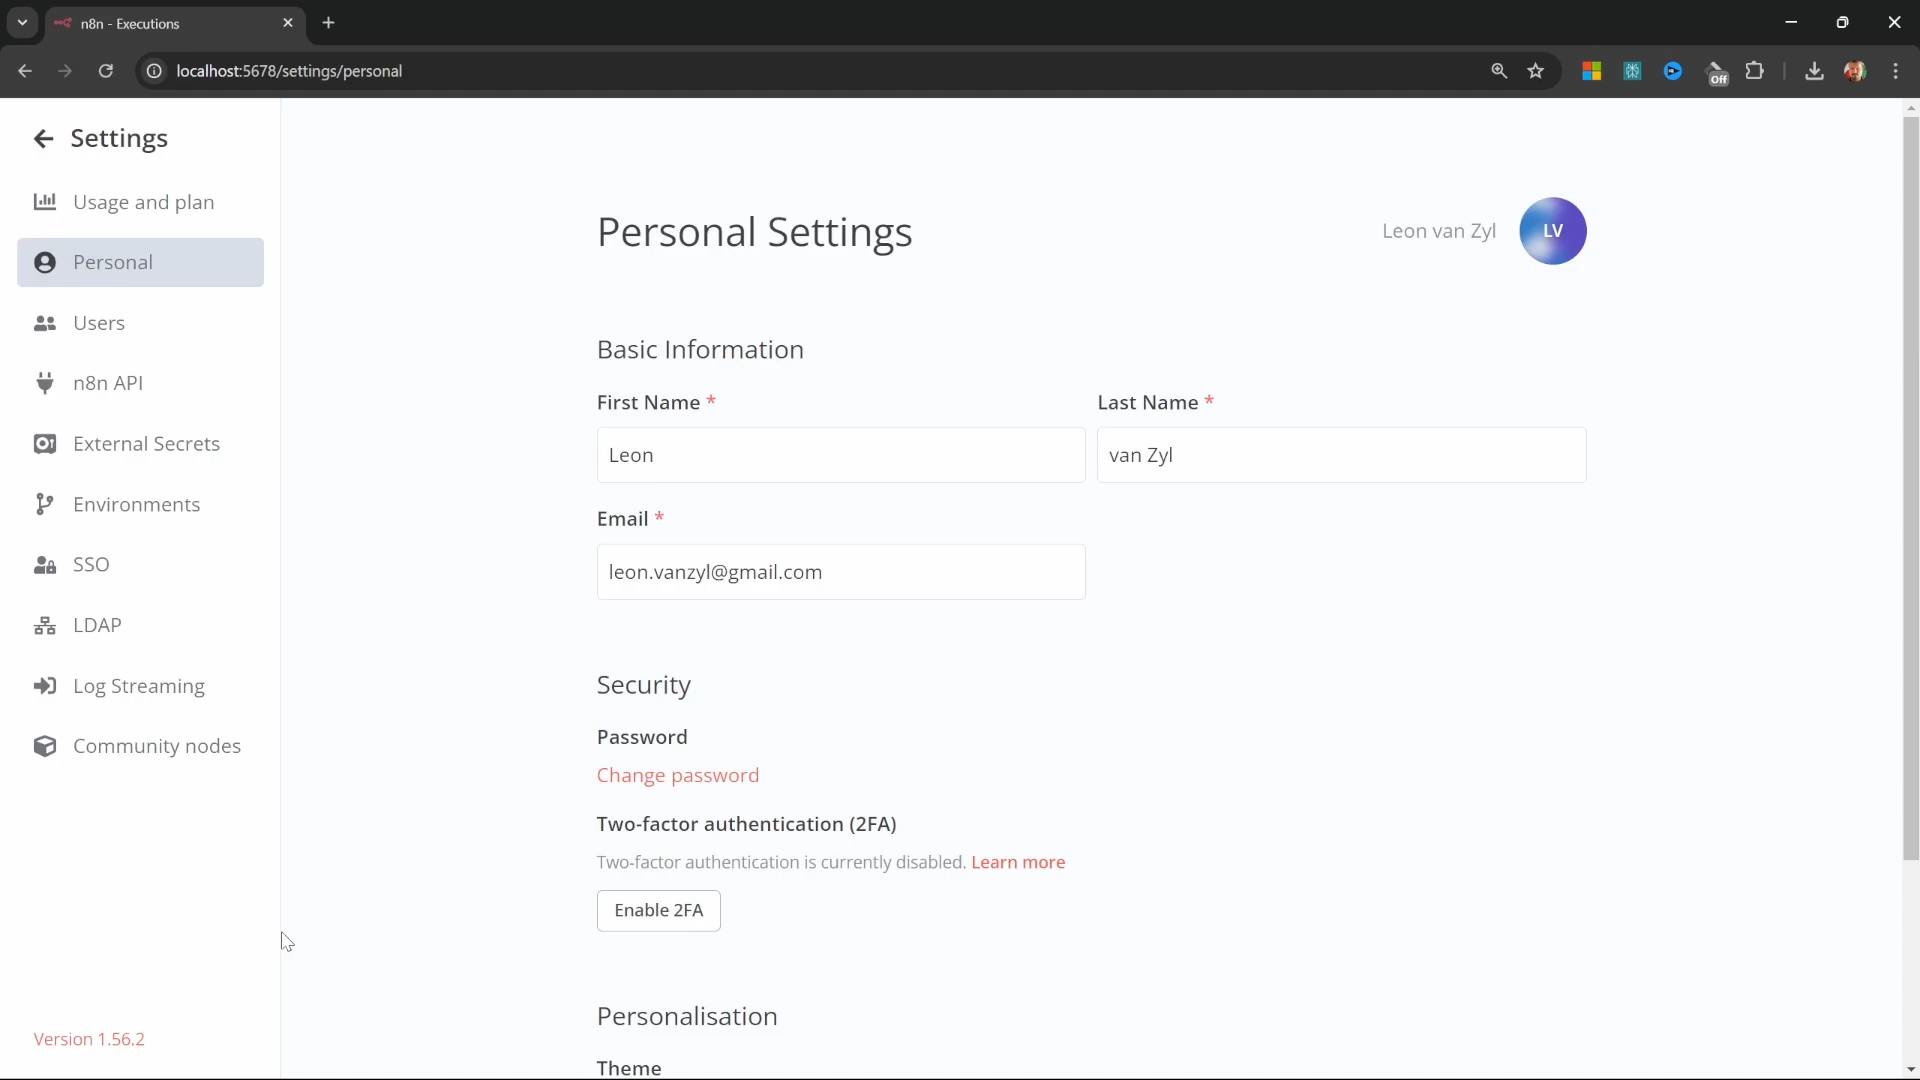 n8n - Executions
localhost:5678/settings/personal
Off
Settings
Usage and plan
Personal
Users
n8n API
External Secrets
Environments
SSO
LDAP
Log Streaming
Community nodes
Version 1.56.2
Personal Settings
Leon van Zyl
LV
Basic Information
First Name *
Last Name *
Leon
van Zyl
Email *
leon.vanzyl@gmail.com
Security
Password
Change password
Two-factor authentication (2FA)
Two-factor authentication is currently disabled. Learn more
Enable 2FA
Personalisation
Theme